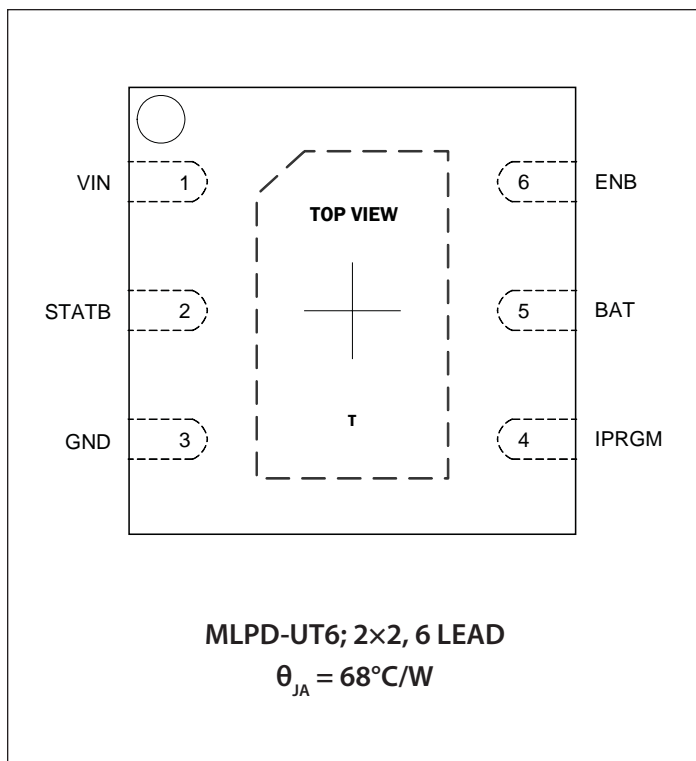 VIN 1 6 ENB
TOP VIEW
STATB 2 5 BAT
T
GND 3 4 IPRGM
MLPD-UT6; 2×2, 6 LEAD
θJA = 68°C/W